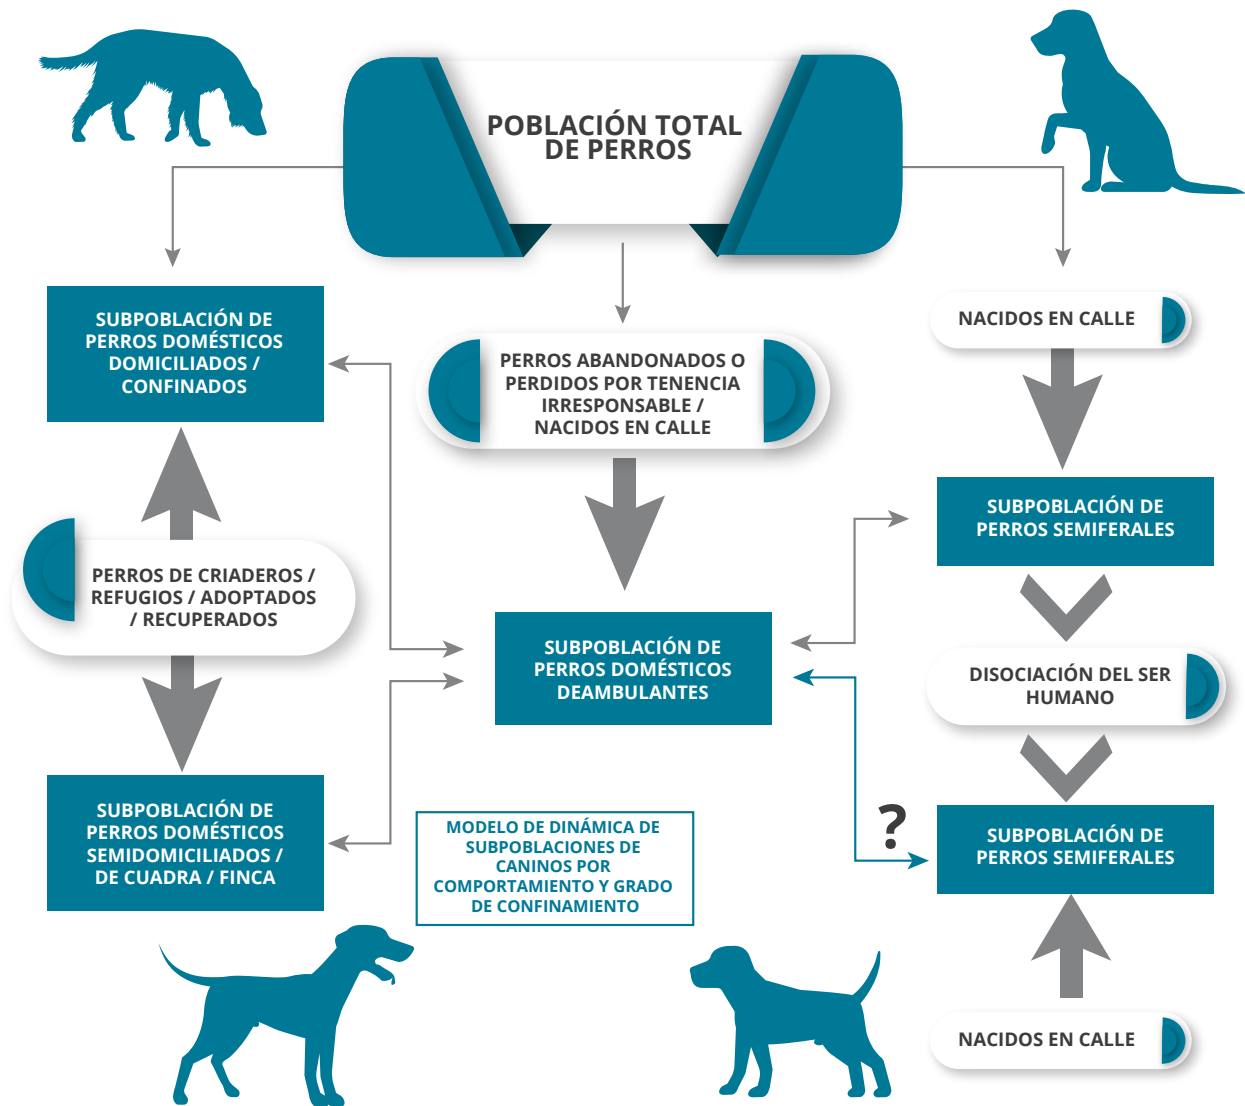 POBLACIÓN TOTAL
DE PERROS
SUBPOBLACIÓN DE
PERROS DOMÉSTICOS
DOMICILIADOS /
CONFINADOS
PERROS ABANDONADOS O
PERDIDOS POR TENENCIA
IRRESPONSABLE /
NACIDOS EN CALLE
NACIDOS EN CALLE
SUBPOBLACIÓN DE
PERROS SEMIFERALES
PERROS DE CRIADEROS /
REFUGIOS / ADOPTADOS
/ RECUPERADOS
SUBPOBLACIÓN DE
PERROS DOMÉSTICOS
DEAMBULANTES
DISOCIACIÓN DEL SER
HUMANO
SUBPOBLACIÓN DE
PERROS DOMÉSTICOS
SEMIDOMICILIADOS /
DE CUADRA / FINCA
MODELO DE DINÁMICA DE
SUBPOBLACIONES DE
CANINOS POR
COMPORTAMIENTO Y GRADO
DE CONFINAMIENTO
?
SUBPOBLACIÓN DE
PERROS SEMIFERALES
NACIDOS EN CALLE